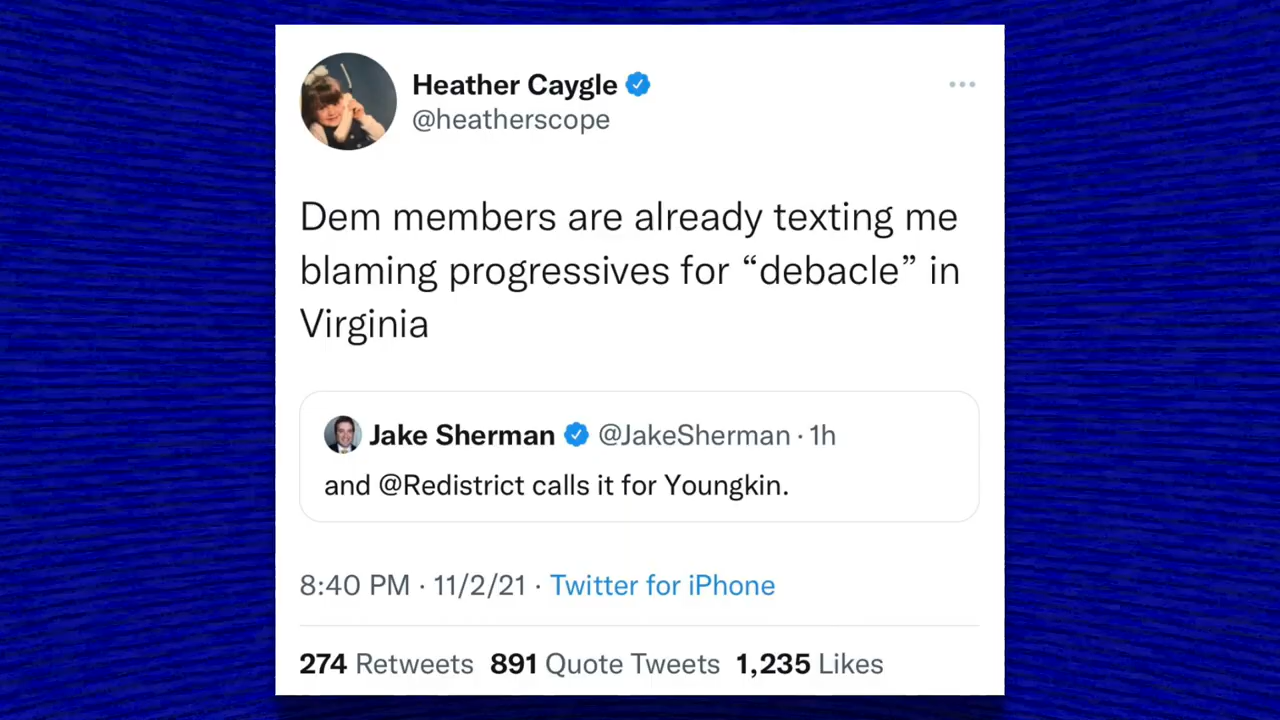 Heather Caygle
@heatherscope
Dem members are already texting me
blaming progressives for “debacle” in
Virginia
Jake Sherman @JakeSherman · 1h
and @Redistrict calls it for Youngkin.
8:40 PM · 11/2/21 · Twitter for iPhone
274 Retweets 891 Quote Tweets 1,235 Likes